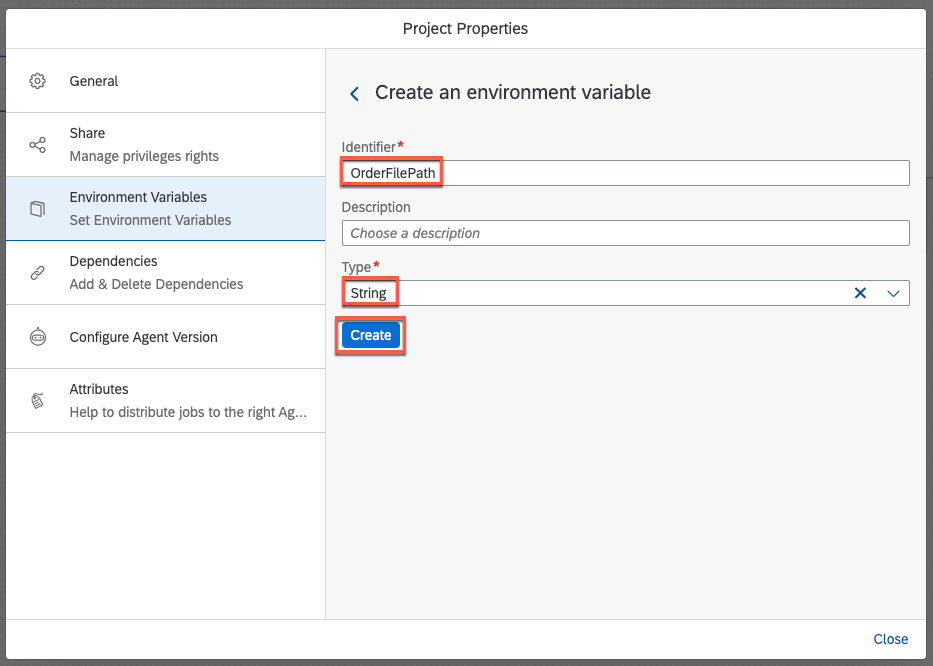 Project Properties
General
Share
Manage privileges rights
Environment Variables
Set Environment Variables
Dependencies
Add & Delete Dependencies
Configure Agent Version
Attributes
Help to distribute jobs to the right Ag...
Create an environment variable
Identifier*
OrderFilePath
Description
Choose a description
Type*
String
Create
Close